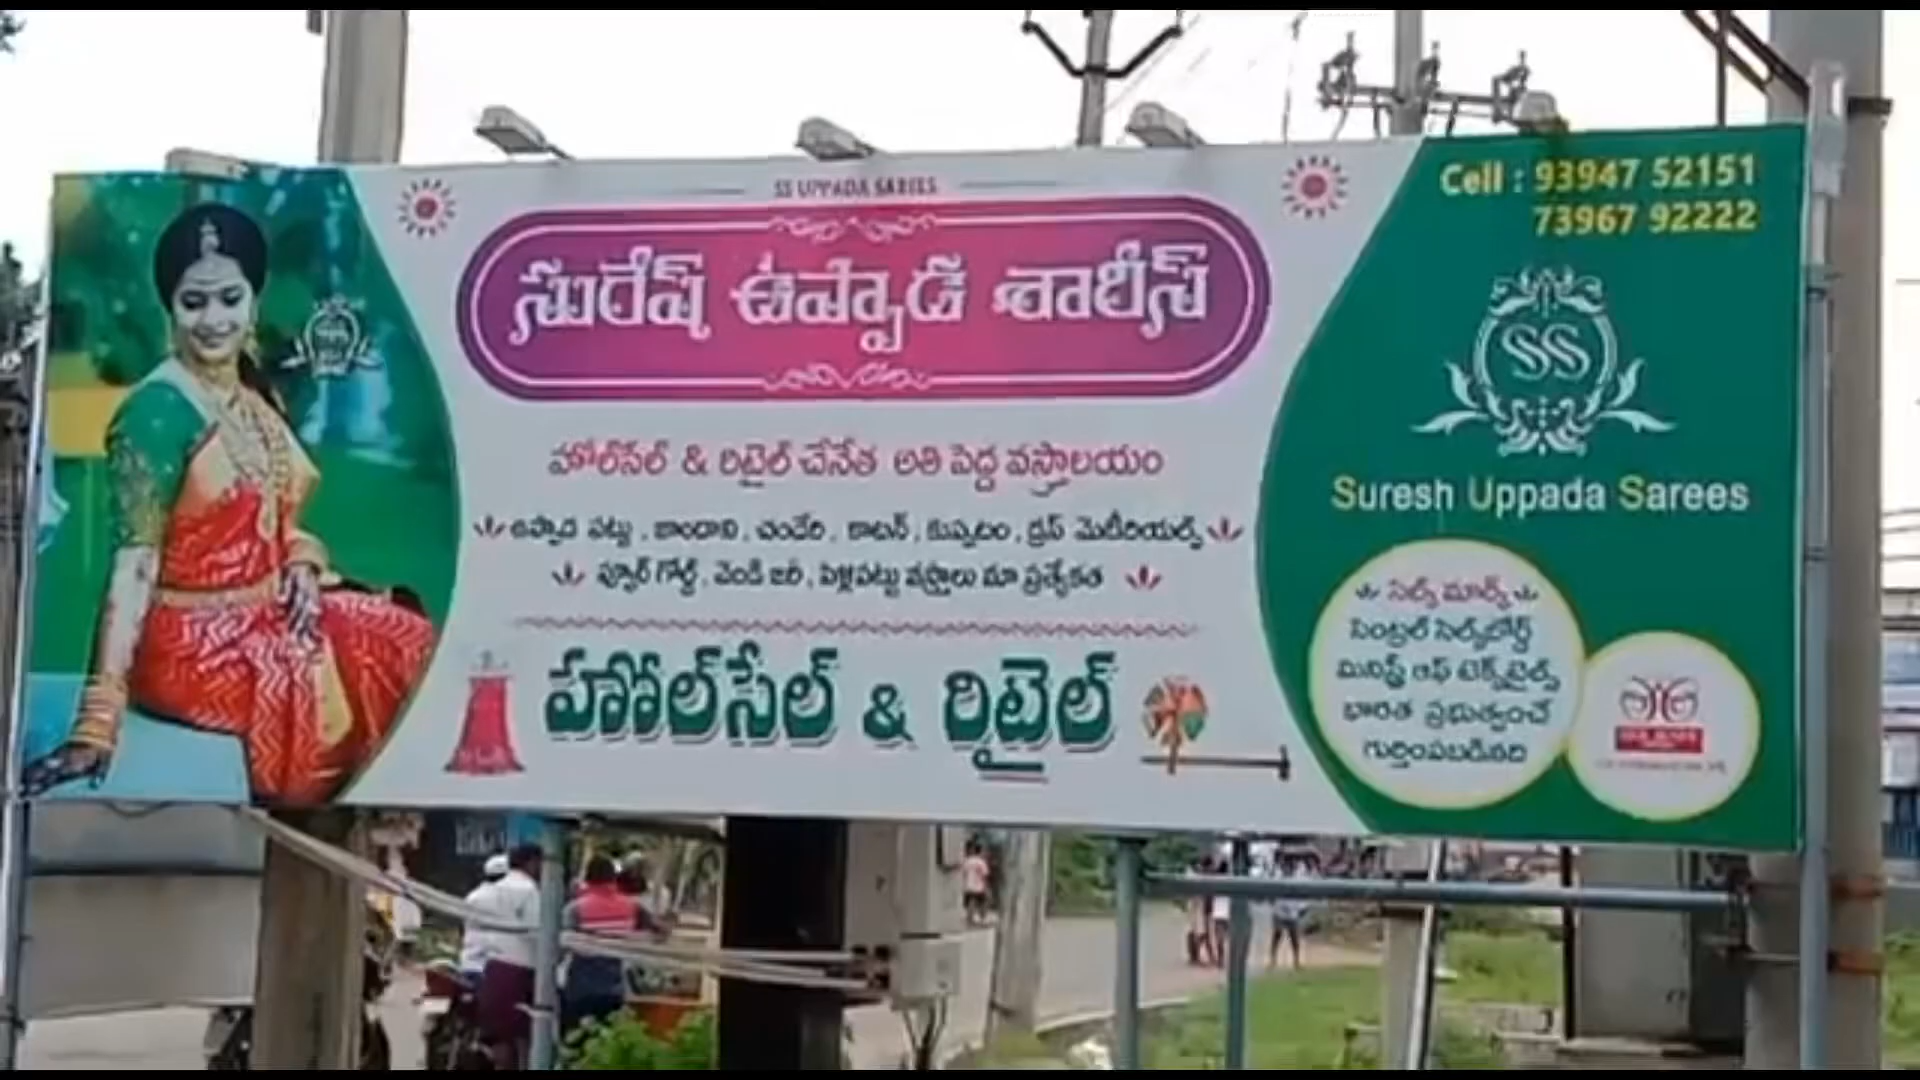 SS UPPADA SAREES
సురేష్ ఉప్పాడ శారీస్
హోల్‌సేల్ & రిటైల్ చేనేత అతి పెద్ద వస్త్రాలయం
ఉప్పాడ పట్టు, జాందాని, చందేరి, కాటన్, కుప్పటం, డ్రస్ మెటీరియల్స్
ప్యూర్ గోల్డ్, వెండి జరీ, పెళ్లిపట్టు వస్త్రాలు మా ప్రత్యేకత
హోల్‌సేల్ & రిటైల్
Cell : 93947 52151
73967 92222
SS
Suresh Uppada Sarees
సిల్క్ మార్క్
సెంట్రల్ సిల్క్‌బోర్డ్
మినిస్ట్రీ ఆఫ్ టెక్స్‌టైల్స్
భారత ప్రభుత్వంచే
గుర్తింపబడినది